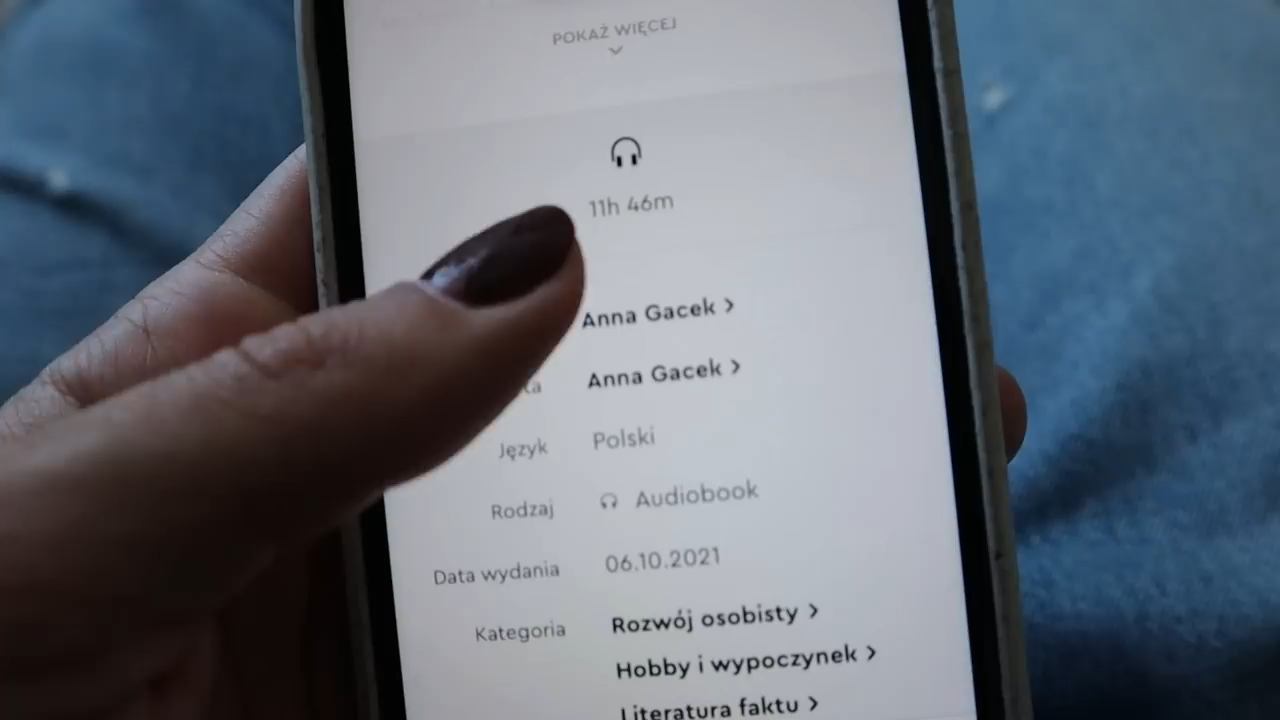 POKAŻ WIĘCEJ
11h 46m
Anna Gacek >
ta Anna Gacek >
Język Polski
Rodzaj Audiobook
Data wydania 06.10.2021
Kategoria Rozwój osobisty >
Hobby i wypoczynek >
Literatura faktu >